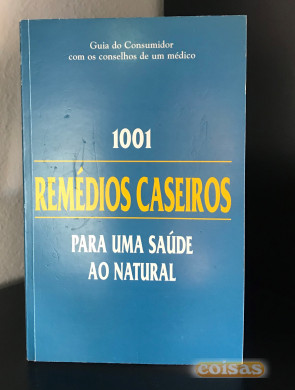 Guia do Consumidor
com os conselhos de um médico
1001
REMÉDIOS CASEIROS
PARA UMA SAÚDE
AO NATURAL
coisas